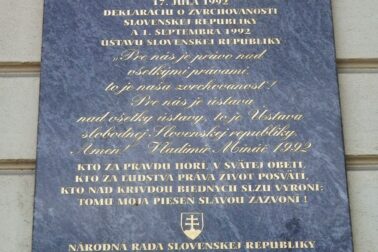 17. JÚLA 1992
DEKLARÁCIU O ZVRCHOVANOSTI
SLOVENSKEJ REPUBLIKY
A 1. SEPTEMBRA 1992
ÚSTAVU SLOVENSKEJ REPUBLIKY.
„Pre nás je právo nad
všetkými právami:
to je naša zvrchovanosť!
Pre nás je ústava
nad všetky ústavy, to je Ústava
slobodnej Slovenskej republiky.
Amen!" Vladimír Mináč 1992
KTO ZA PRAVDU HORÍ, V SVÄTEJ OBETI,
KTO ZA ĽUDSTVA PRÁVA ŽIVOT POSVÄTÍ,
KTO NAD KRIVDOU BIEDNYCH SLZU VYRONÍ:
TOMU MOJA PIESEŇ SLÁVOU ZAZVONÍ !
NÁRODNÁ RADA SLOVENSKEJ REPUBLIKY